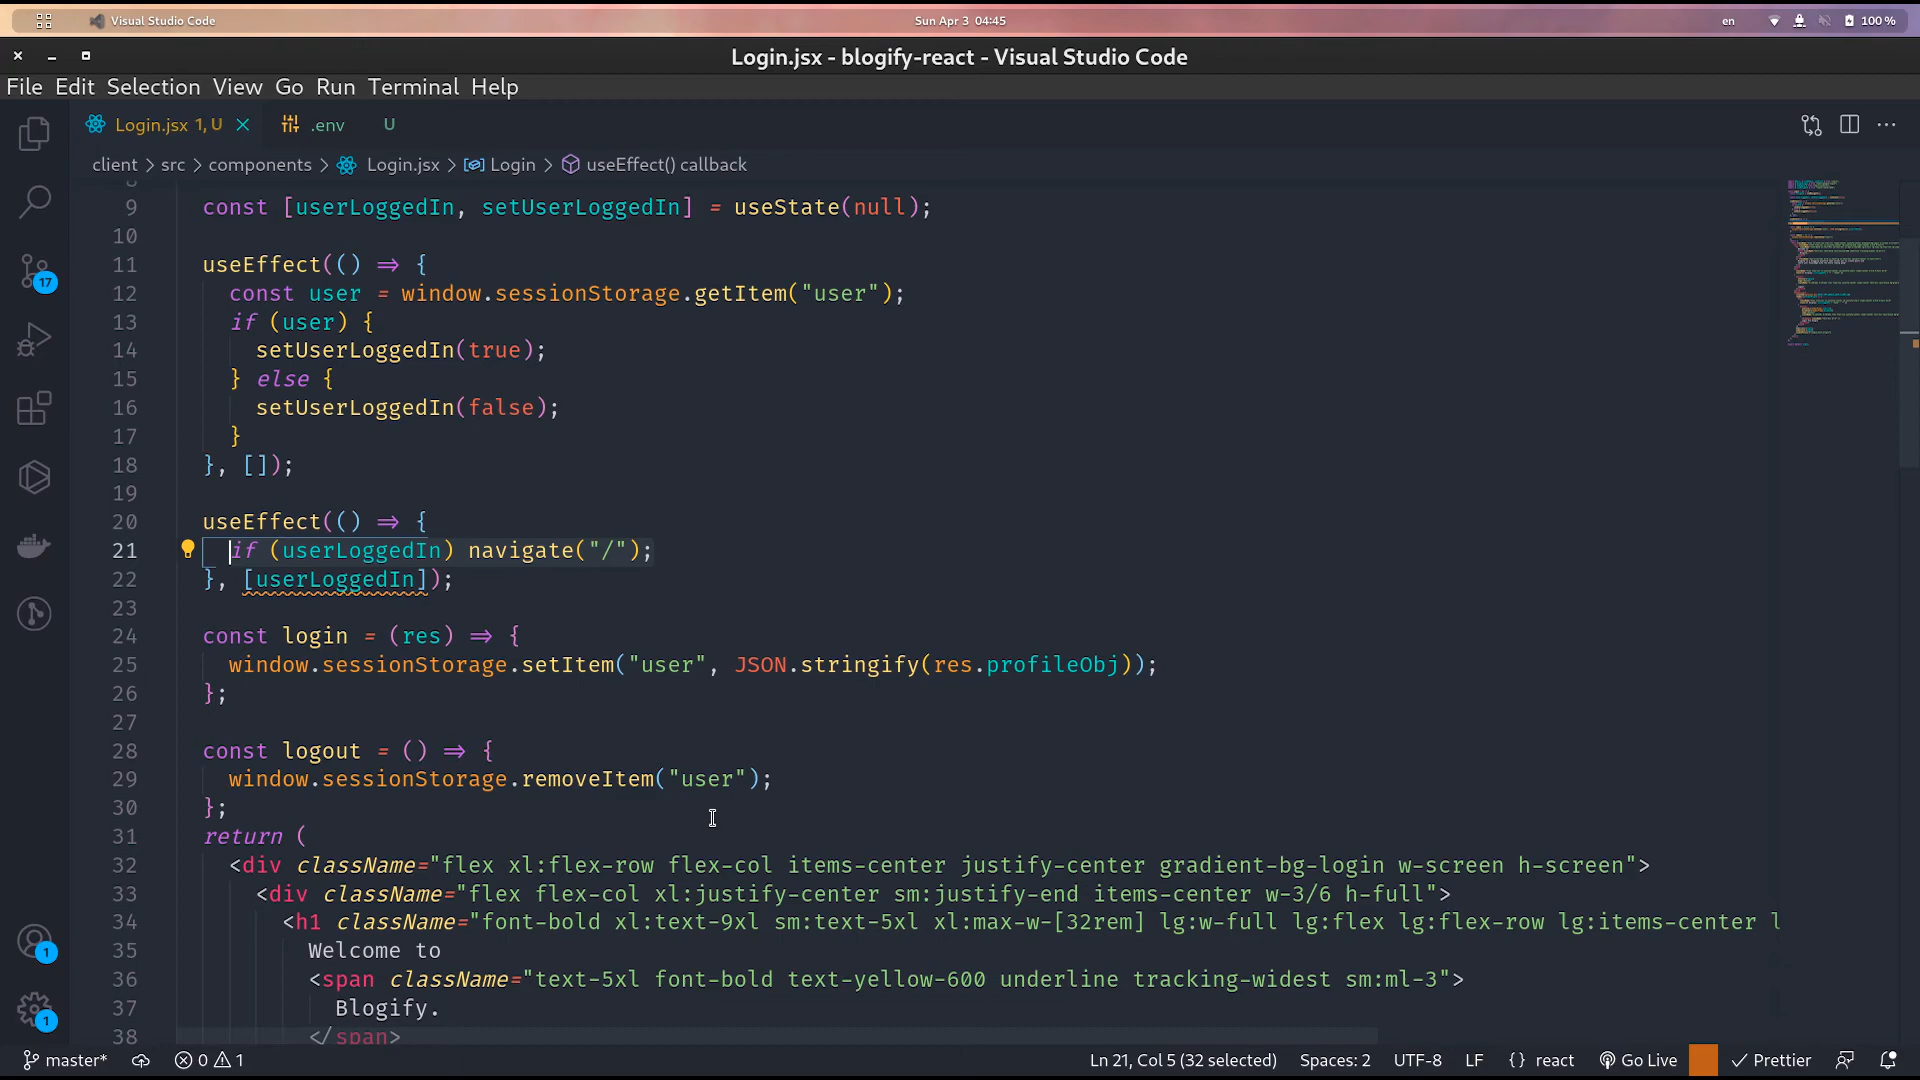 Visual Studio Code
Sun Apr 3 04:45
en
100 %
Login.jsx - blogify-react - Visual Studio Code
File Edit Selection View Go Run Terminal Help
Login.jsx 1, U
.env U
client > src > components > Login.jsx > Login > useEffect() callback
9 const [userLoggedIn, setUserLoggedIn] = useState(null);
10
11 useEffect(() => {
12 const user = window.sessionStorage.getItem("user");
13 if (user) {
14 setUserLoggedIn(true);
15 } else {
16 setUserLoggedIn(false);
17 }
18 }, []);
19
20 useEffect(() => {
21 if (userLoggedIn) navigate("/");
22 }, [userLoggedIn]);
23
24 const login = (res) => {
25 window.sessionStorage.setItem("user", JSON.stringify(res.profileObj));
26 };
27
28 const logout = () => {
29 window.sessionStorage.removeItem("user");
30 };
31 return (
32 <div className="flex xl:flex-row flex-col items-center justify-center gradient-bg-login w-screen h-screen">
33 <div className="flex flex-col xl:justify-center sm:justify-end items-center w-3/6 h-full">
34 <h1 className="font-bold xl:text-9xl sm:text-5xl xl:max-w-[32rem] lg:w-full lg:flex lg:flex-row lg:items-center l
35 Welcome to
36 <span className="text-5xl font-bold text-yellow-600 underline tracking-widest sm:ml-3">
37 Blogify.
38 </span>
17
1
1
master*
0 1
Ln 21, Col 5 (32 selected)
Spaces: 2
UTF-8
LF
{ } react
Go Live
Prettier